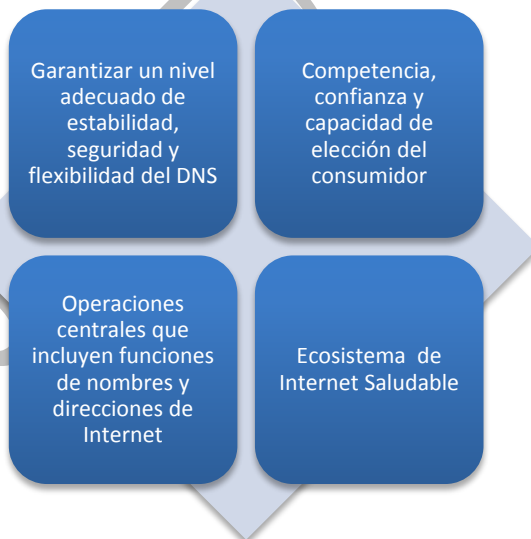 Garantizar un nivel
adecuado de
estabilidad,
seguridad y
flexibilidad del DNS
Competencia,
confianza y
capacidad de
elección del
consumidor
Operaciones
centrales que
incluyen funciones
de nombres y
direcciones de
Internet
Ecosistema de
Internet Saludable